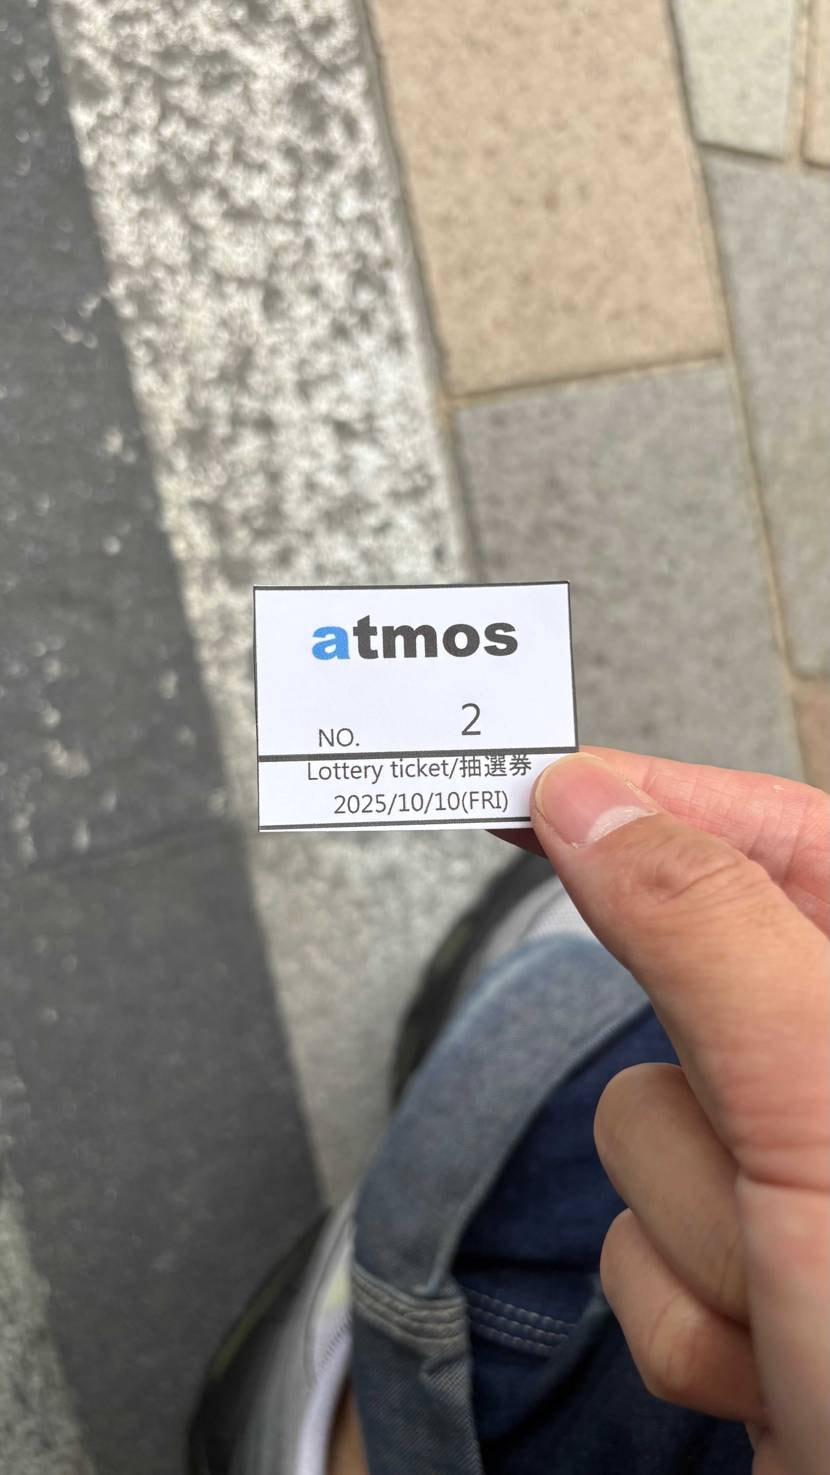 atmos
NO. 2
Lottery ticket/抽選券
2025/10/10(FRI)